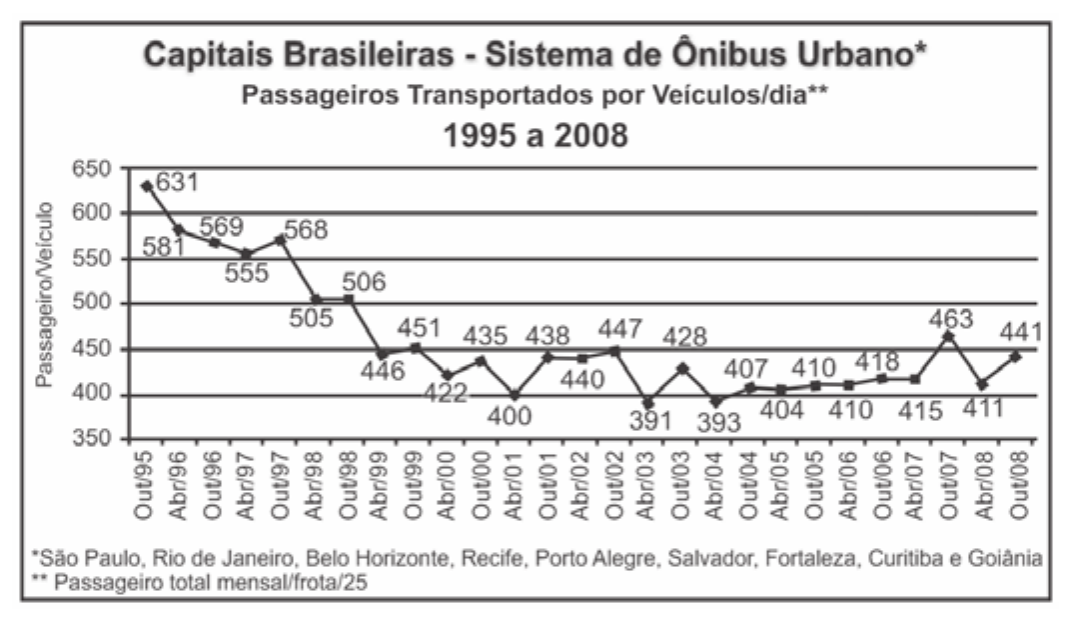 Capitais Brasileiras - Sistema de Ônibus Urbano*
Passageiros Transportados por Veículos/dia**
1995 a 2008
Passageiro/Veículo
650
600
550
500
450
400
350
631
581
569
555
568
505
506
446
451
422
435
400
438
440
447
391
428
393
407
404
410
410
418
415
463
411
441
Out/95
Abr/96
Out/96
Abr/97
Out/97
Abr/98
Out/98
Abr/99
Out/99
Abr/00
Out/00
Abr/01
Out/01
Abr/02
Out/02
Abr/03
Out/03
Abr/04
Out/04
Abr/05
Out/05
Abr/06
Out/06
Abr/07
Out/07
Abr/08
Out/08
*São Paulo, Rio de Janeiro, Belo Horizonte, Recife, Porto Alegre, Salvador, Fortaleza, Curitiba e Goiânia
** Passageiro total mensal/frota/25